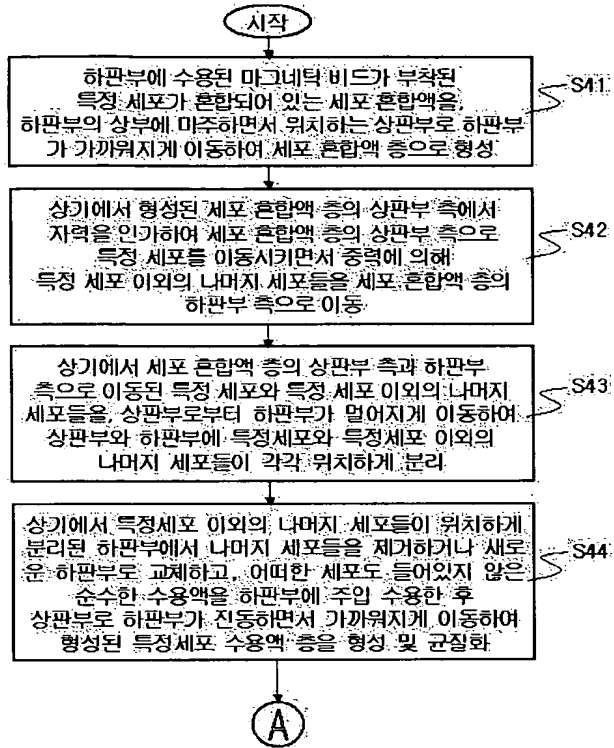 시작
하판부에 수용된 마그네틱 비드가 부착된
특정 세포가 혼합되어 있는 세포 혼합액을,
하판부의 상부에 마주하면서 위치하는 상판부로 하판부
가 가까워지게 이동하여 세포 혼합액 층으로 형성
S41
상기에서 형성된 세포 혼합액 층의 상판부 측에서
자력을 인가하여 세포 혼합액 층의 상판부 측으로
특정 세포를 이동시키면서 중력에 의해
특정 세포 이외의 나머지 세포들을 세포 혼합액 층의
하판부 측으로 이동
S42
상기에서 세포 혼합액 층의 상판부 측과 하판부
측으로 이동된 특정 세포와 특정 세포 이외의 나머지
세포들을, 상판부로부터 하판부가 멀어지게 이동하여
상판부와 하판부에 특정세포와 특정세포 이외의
나머지 세포들이 각각 위치하게 분리
S43
상기에서 특정세포 이외의 나머지 세포들이 위치하게
분리된 하판부에서 나머지 세포들을 제거하거나 새로
운 하판부로 교체하고, 어떠한 세포도 들어있지 않은
순수한 수용액을 하판부에 주입 수용한 후
상판부로 하판부가 진동하면서 가까워지게 이동하여
형성된 특정세포 수용액 층을 형성 및 균질화
S44
A